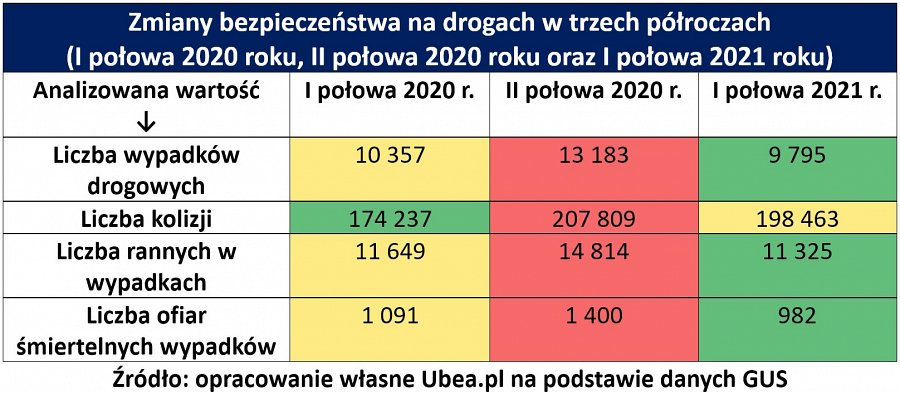 Zmiany bezpieczeństwa na drogach w trzech półroczach
(I połowa 2020 roku, II połowa 2020 roku oraz I połowa 2021 roku)
Analizowana wartość I połowa 2020 r. II połowa 2020 r. I połowa 2021 r.
↓
Liczba wypadków 10 357 13 183 9 795
drogowych
Liczba kolizji 174 237 207 809 198 463
Liczba rannych w 11 649 14 814 11 325
wypadkach
Liczba ofiar 1 091 1 400 982
śmiertelnych wypadków
Źródło: opracowanie własne Ubea.pl na podstawie danych GUS